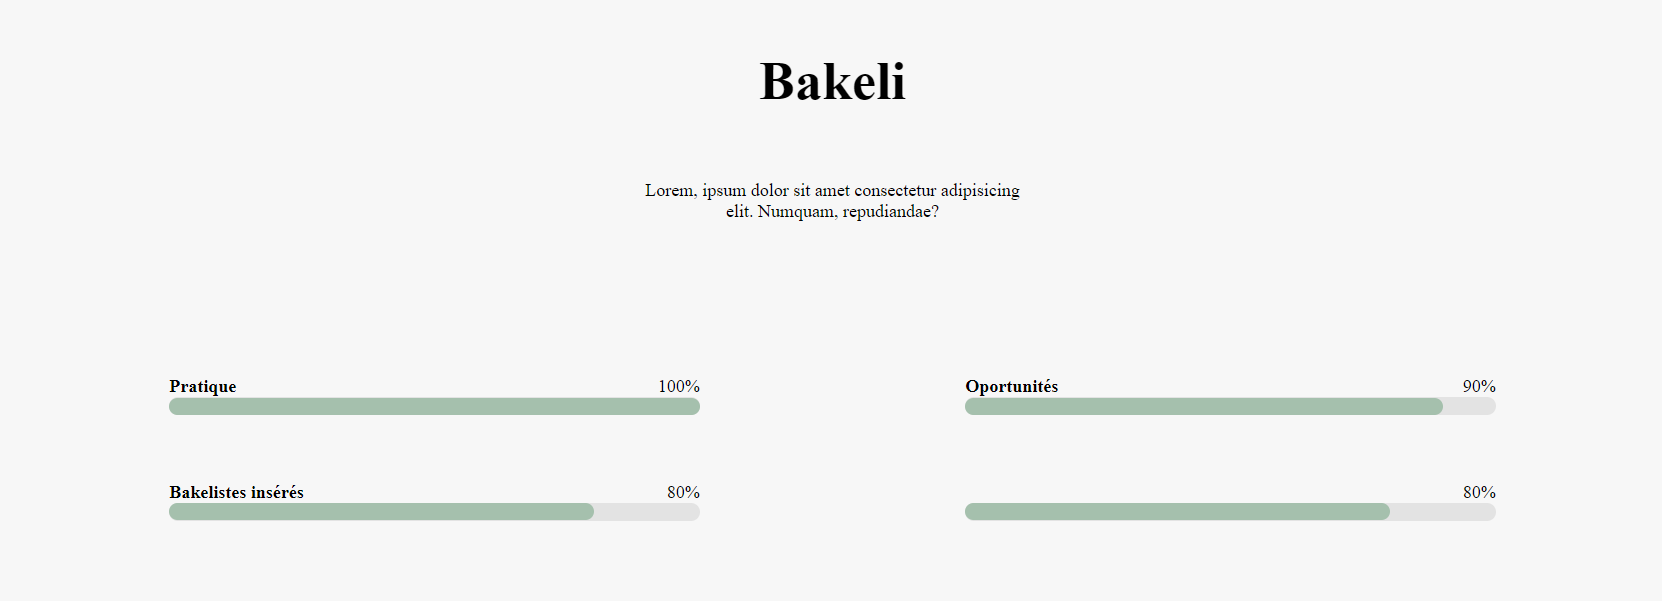 Bakeli
Lorem, ipsum dolor sit amet consectetur adipisicing
elit. Numquam, repudiandae?
Pratique 100%
Oportunités 90%
Bakelistes insérés 80%
80%